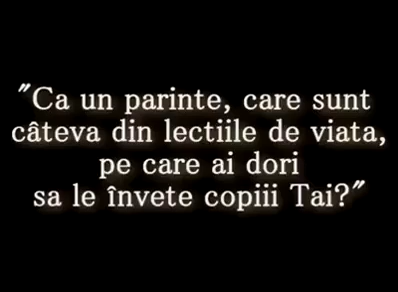 "Ca un parinte, care sunt
câteva din lectiile de viata,
pe care ai dori
sa le învete copiii Tai?"